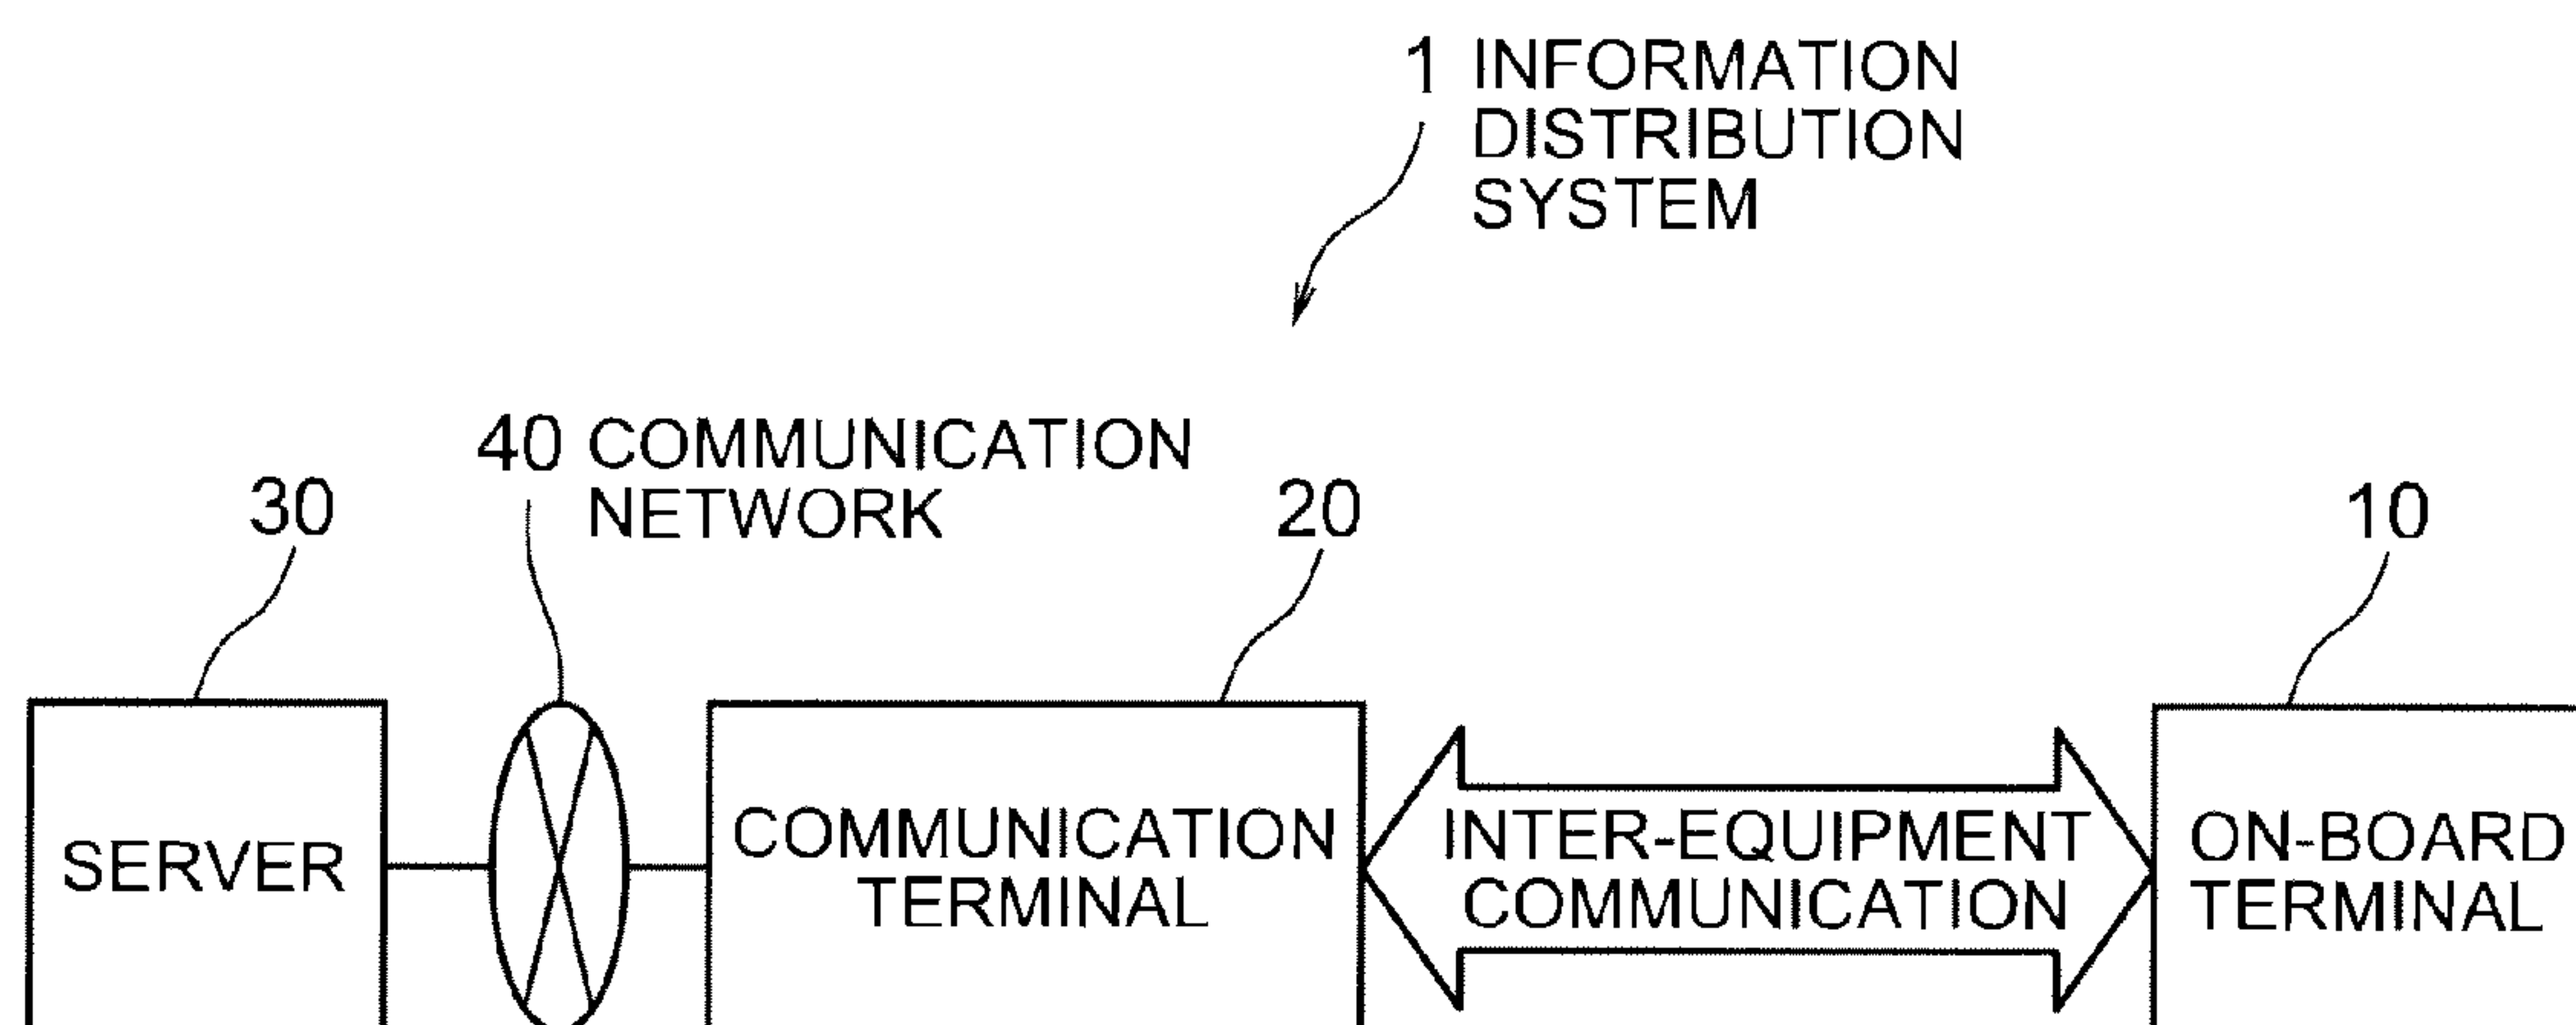 1 INFORMATION
DISTRIBUTION
SYSTEM
40 COMMUNICATION
NETWORK
30
20
10
SERVER
COMMUNICATION
TERMINAL
INTER-EQUIPMENT
COMMUNICATION
ON-BOARD
TERMINAL